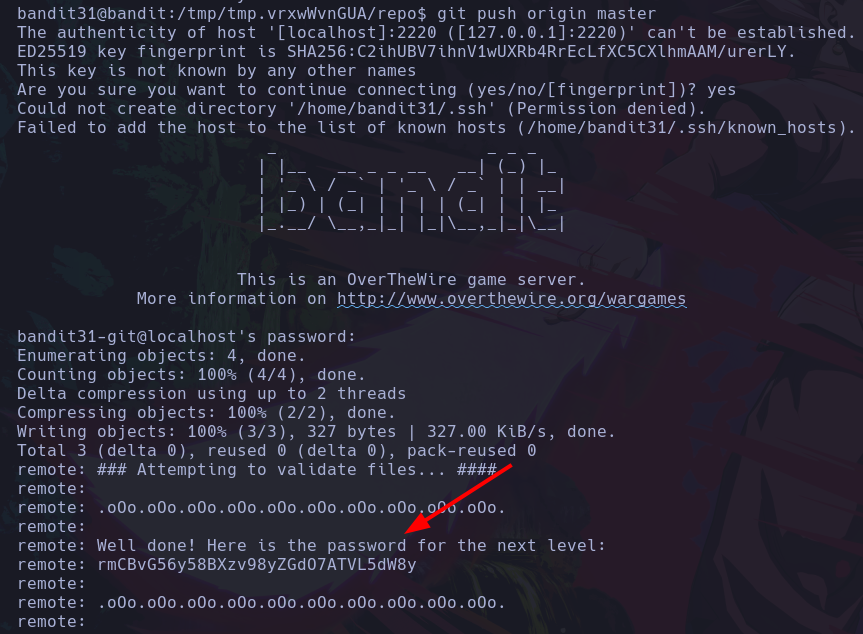 bandit31@bandit:/tmp/tmp.vrxwWvnGUA/repo$ git push origin master
The authenticity of host '[localhost]:2220 ([127.0.0.1]:2220)' can't be established.
ED25519 key fingerprint is SHA256:C2ihUBV7ihnV1wUXRb4RrEcLfXC5CXlhmAAM/urerLY.
This key is not known by any other names
Are you sure you want to continue connecting (yes/no/[fingerprint])? yes
Could not create directory '/home/bandit31/.ssh' (Permission denied).
Failed to add the host to the list of known hosts (/home/bandit31/.ssh/known_hosts).
                         _                     _ _ _
                        | |__   __ _ _ __   __| (_) |_
                        | '_ \ / _` | '_ \ / _` | | __|
                        | |_) | (_| | | | | (_| | | |_
                        |_.__/ \__,_|_| |_|\__,_|_|\__|
This is an OverTheWire game server.
More information on http://www.overthewire.org/wargames
bandit31-git@localhost's password:
Enumerating objects: 4, done.
Counting objects: 100% (4/4), done.
Delta compression using up to 2 threads
Compressing objects: 100% (2/2), done.
Writing objects: 100% (3/3), 327 bytes | 327.00 KiB/s, done.
Total 3 (delta 0), reused 0 (delta 0), pack-reused 0
remote: ### Attempting to validate files... ####
remote:
remote: .oOo.oOo.oOo.oOo.oOo.oOo.oOo.oOo.oOo.oOo.
remote:
remote: Well done! Here is the password for the next level:
remote: rmCBvG56y58BXzv98yZGdO7ATVL5dW8y
remote:
remote: .oOo.oOo.oOo.oOo.oOo.oOo.oOo.oOo.oOo.oOo.
remote: